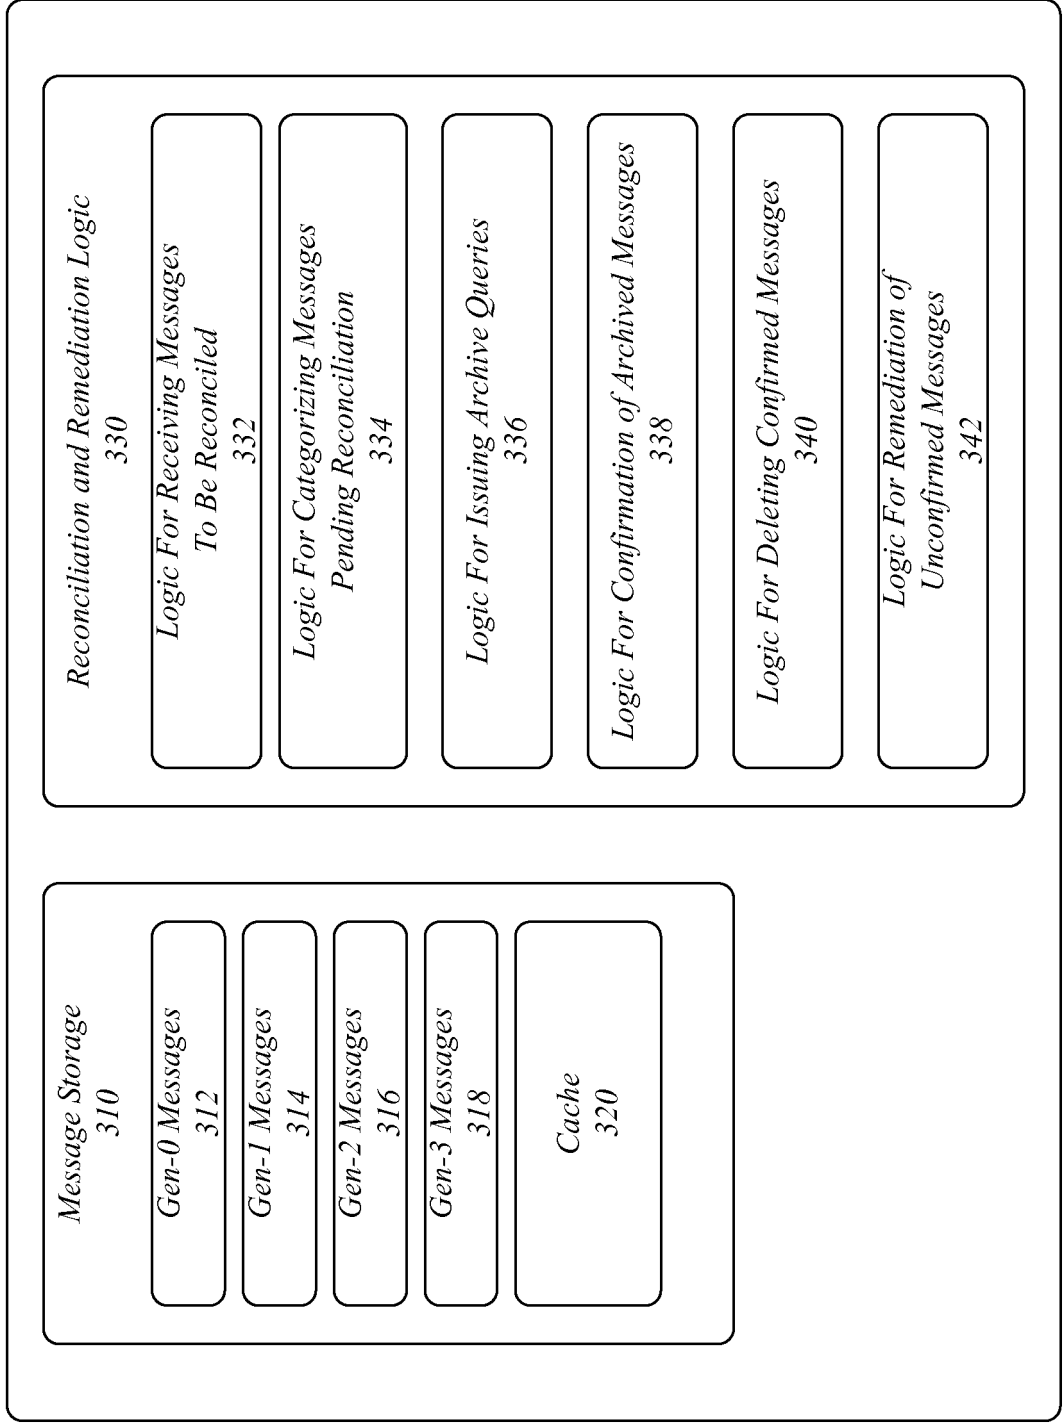 Message Storage
310
Gen-0 Messages
312
Gen-1 Messages
314
Gen-2 Messages
316
Gen-3 Messages
318
Cache
320
Reconciliation and Remediation Logic
330
Logic For Receiving Messages
To Be Reconciled
332
Logic For Categorizing Messages
Pending Reconciliation
334
Logic For Issuing Archive Queries
336
Logic For Confirmation of Archived Messages
338
Logic For Deleting Confirmed Messages
340
Logic For Remediation of
Unconfirmed Messages
342